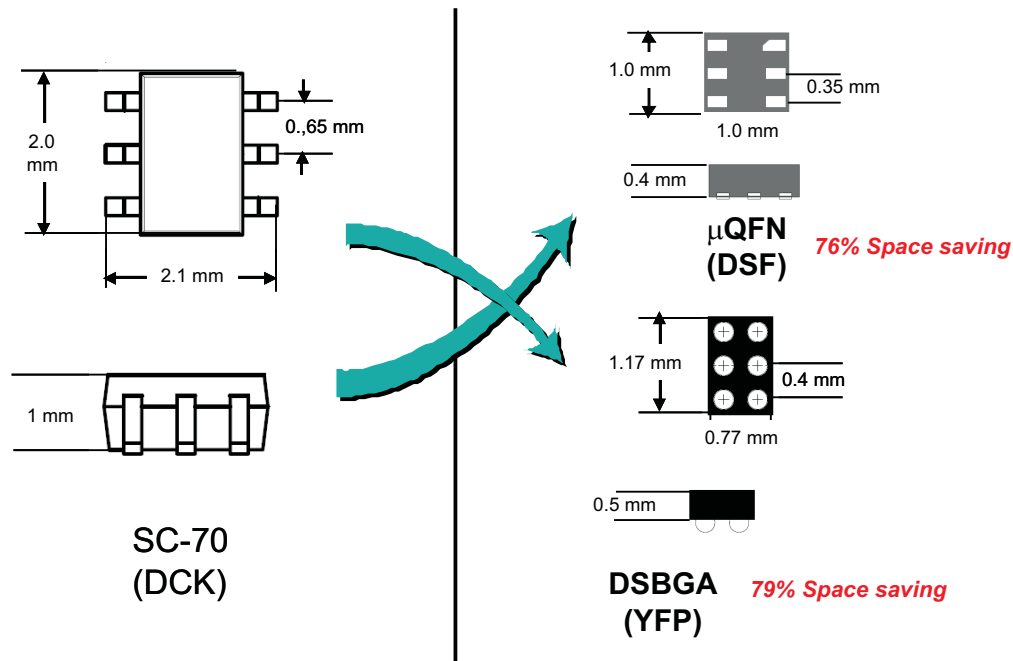 2.0
mm
0.,65 mm
2.1 mm
1 mm
SC-70
(DCK)
1.0 mm
0.35 mm
1.0 mm
0.4 mm
µQFN
(DSF)
76% Space saving
1.17 mm
0.4 mm
0.77 mm
0.5 mm
DSBGA
(YFP)
79% Space saving